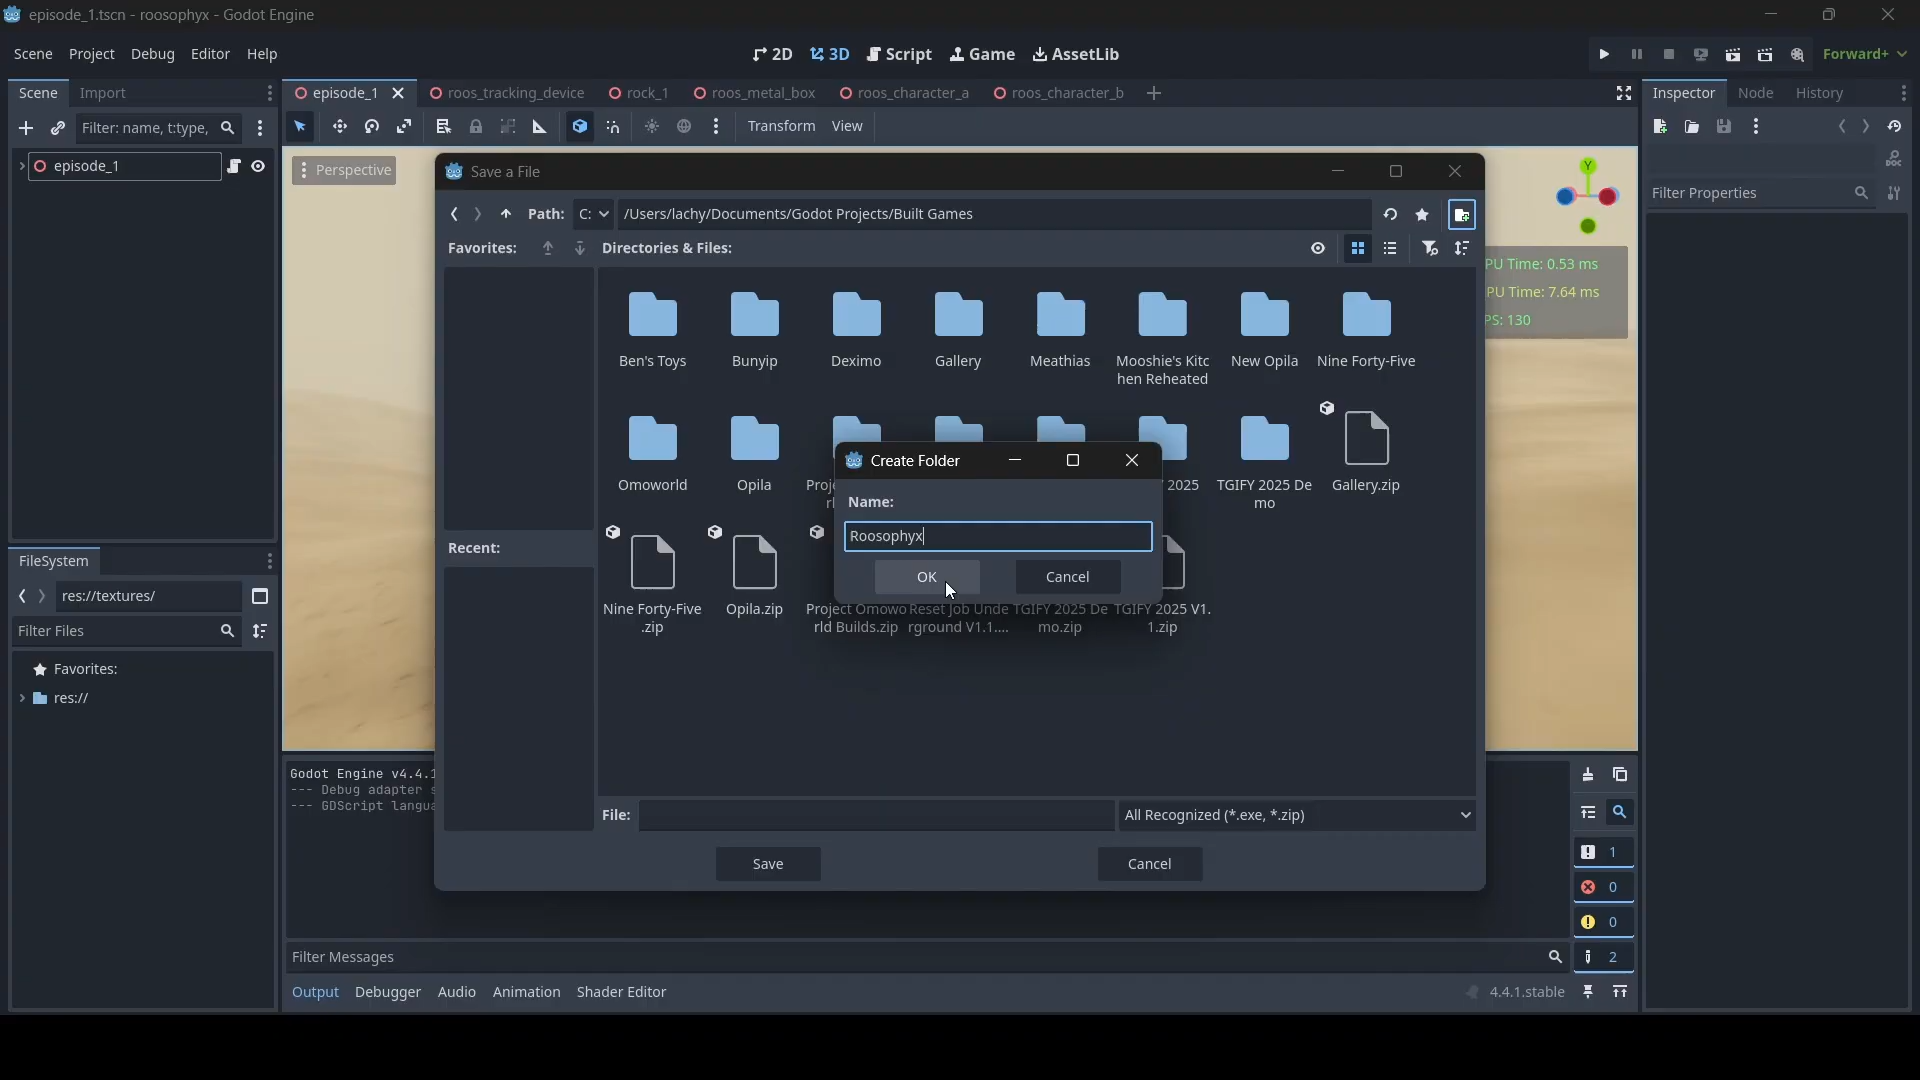 episode_1.tscn - roosophyx - Godot Engine
Scene Project Debug Editor Help
2D 3D Script Game AssetLib
Forward+
Scene Import
episode_1 roos_tracking_device rock_1 roos_metal_box roos_character_a roos_character_b
Inspector Node History
Filter: name, t:type,
Transform View
episode_1
Perspective
Save a File
Y
DOC
Filter Properties
Path: C: /Users/lachy/Documents/Godot Projects/Built Games
Favorites: Directories & Files:
PU Time: 0.53 ms
PU Time: 7.64 ms
PS: 130
Ben's Toys Bunyip Deximo Gallery Meathias Mooshie's Kitc New Opila Nine Forty-Five
hen Reheated
Create Folder
Omoworld Opila Proj 2025 TGIFY 2025 De Gallery.zip
mo
Name:
Roosophyx
OK Cancel
Recent:
FileSystem
res://textures/
Filter Files
Favorites:
res://
Nine Forty-Five Opila.zip Project Omowo Reset Job Unde TGIFY 2025 De TGIFY 2025 V1.
.zip rld Builds.zip rground V1.1.... mo.zip 1.zip
Godot Engine v4.4.1
--- Debug adapter s
--- GDScript langua
File: All Recognized (*.exe, *.zip)
Save Cancel
1
0
0
2
Filter Messages
Output Debugger Audio Animation Shader Editor
4.4.1.stable